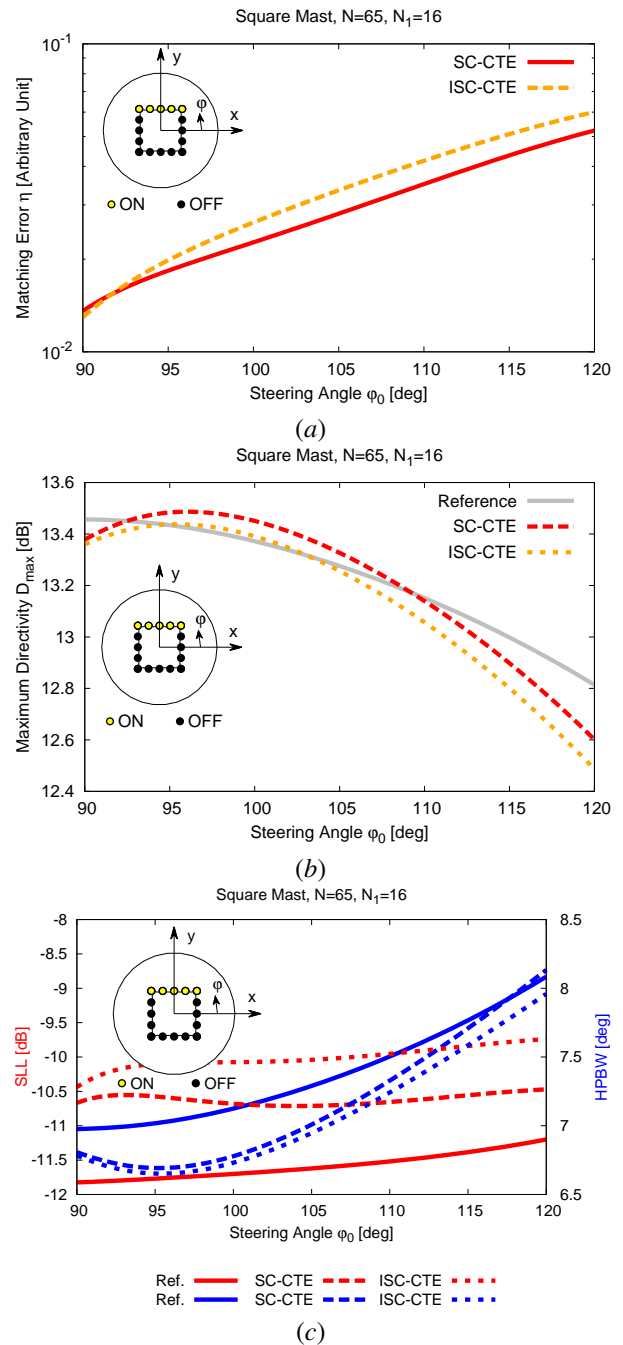 Square Mast, N=65, N₁=16
10⁻¹
SC-CTE
ISC-CTE
y
φ
x
ON OFF
Matching Error η [Arbitrary Unit]
10⁻²
90 95 100 105 110 115 120
Steering Angle φ₀ [deg]
(a)
Square Mast, N=65, N₁=16
13.6
Reference
SC-CTE
ISC-CTE
13.4
13.2
13
12.8
12.6
12.4
Maximum Directivity Dₘₐₓ [dB]
y
φ
x
ON OFF
90 95 100 105 110 115 120
Steering Angle φ₀ [deg]
(b)
Square Mast, N=65, N₁=16
-8
-8.5
-9
-9.5
-10
-10.5
-11
-11.5
-12
SLL [dB]
y
φ
x
ON OFF
8.5
8
7.5
7
6.5
HPBW [deg]
90 95 100 105 110 115 120
Steering Angle φ₀ [deg]
Ref. SC-CTE ISC-CTE
Ref. SC-CTE ISC-CTE
(c)